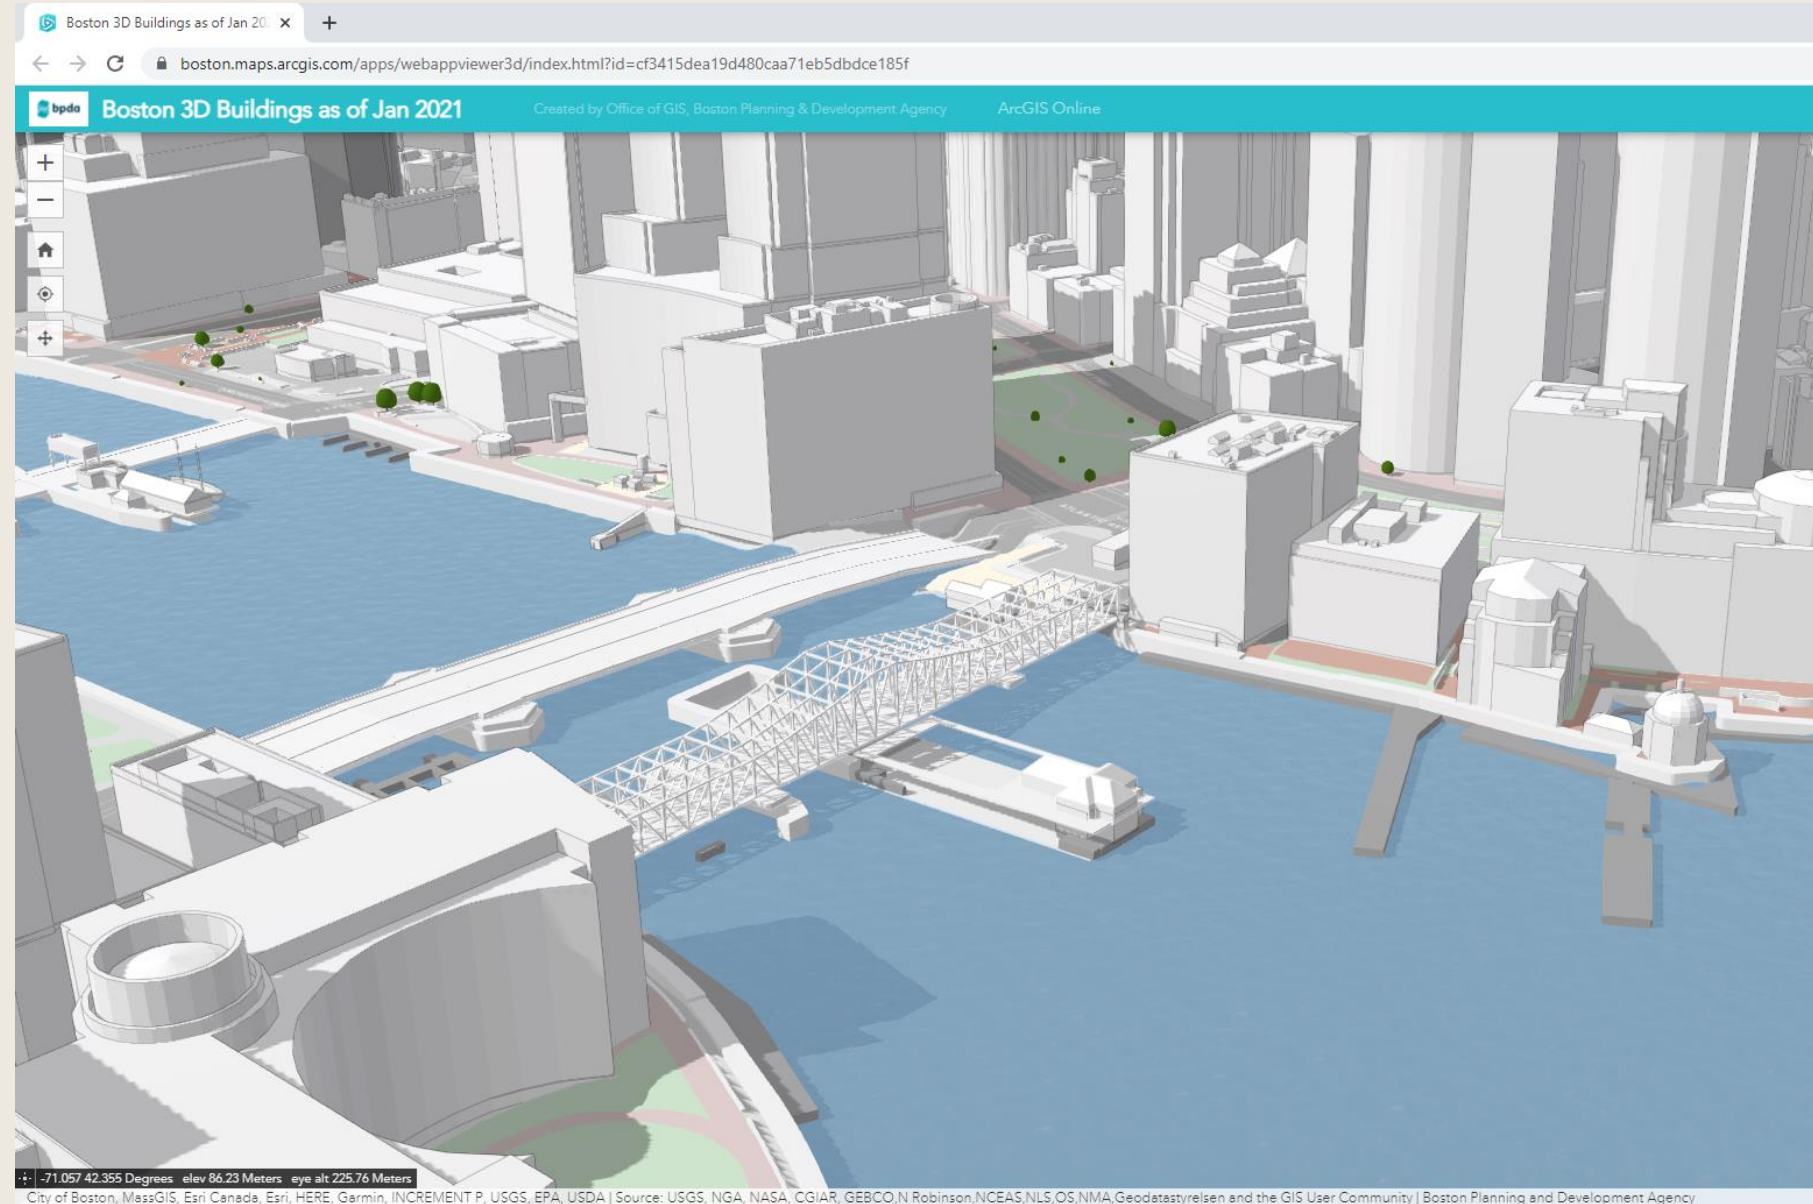 Boston 3D Buildings as of Jan 20
boston.maps.arcgis.com/apps/webappviewer3d/index.html?id=cf3415dea19d480caa71eb5dbdce185f
bpda Boston 3D Buildings as of Jan 2021 Created by Office of GIS, Boston Planning & Development Agency ArcGIS Online
-71.057 42.355 Degrees elev 86.23 Meters eye alt 225.76 Meters
City of Boston, MassGIS, Esri Canada, Esri, HERE, Garmin, INCREMENT P, USGS, EPA, USDA | Source: USGS, NGA, NASA, CGIAR, GEBCO,N Robinson,NCEAS,NLS,OS,NMA,Geodatastyrelsen and the GIS User Community | Boston Planning and Development Agency